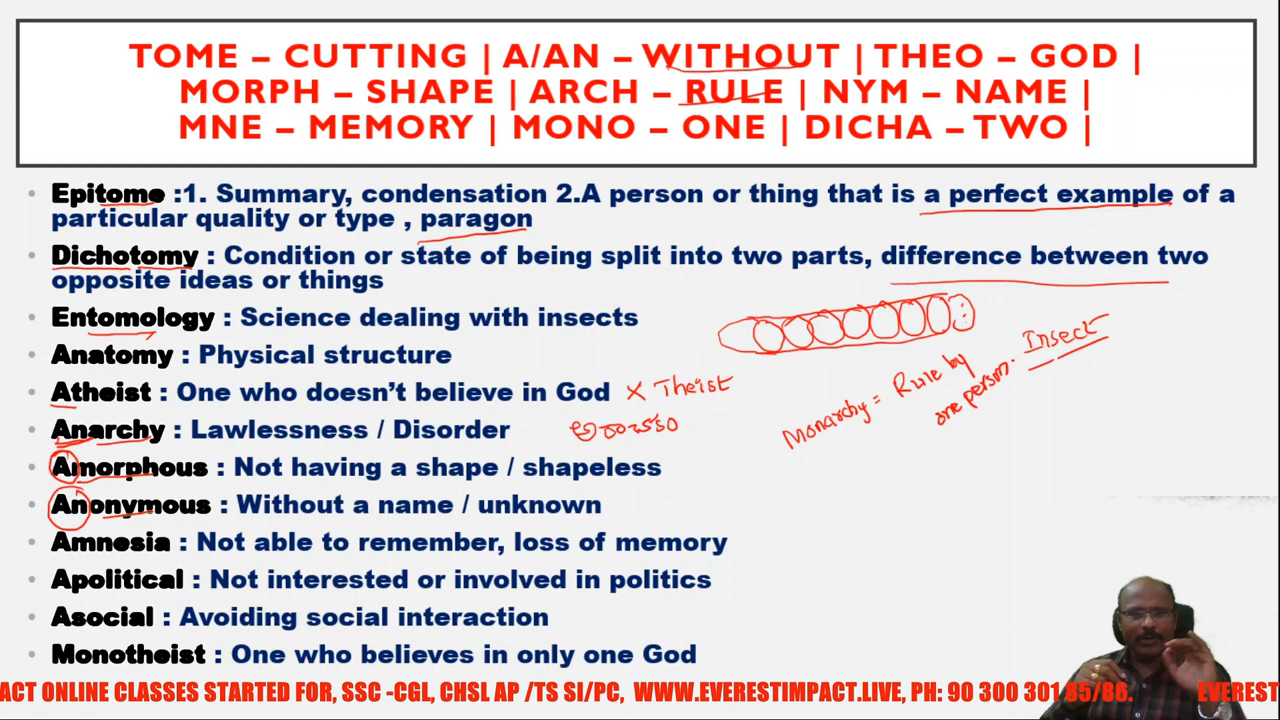 TOME – CUTTING | A/AN – WITHOUT | THEO – GOD |
MORPH – SHAPE | ARCH – RULE | NYM – NAME |
MNE – MEMORY | MONO – ONE | DICHA – TWO |
• Epitome :1. Summary, condensation 2.A person or thing that is a perfect example of a
particular quality or type , paragon
• Dichotomy : Condition or state of being split into two parts, difference between two
opposite ideas or things
• Entomology : Science dealing with insects
Insect
• Anatomy : Physical structure
• Atheist : One who doesn’t believe in God × Theist
Monarchy = Rule by
one person.
• Anarchy : Lawlessness / Disorder అరాచకం
• Amorphous : Not having a shape / shapeless
• Anonymous : Without a name / unknown
• Amnesia : Not able to remember, loss of memory
• Apolitical : Not interested or involved in politics
• Asocial : Avoiding social interaction
• Monotheist : One who believes in only one God
ACT ONLINE CLASSES STARTED FOR, SSC -CGL, CHSL AP /TS SI/PC, WWW.EVERESTIMPACT.LIVE, PH: 90 300 301 85/86. EVEREST